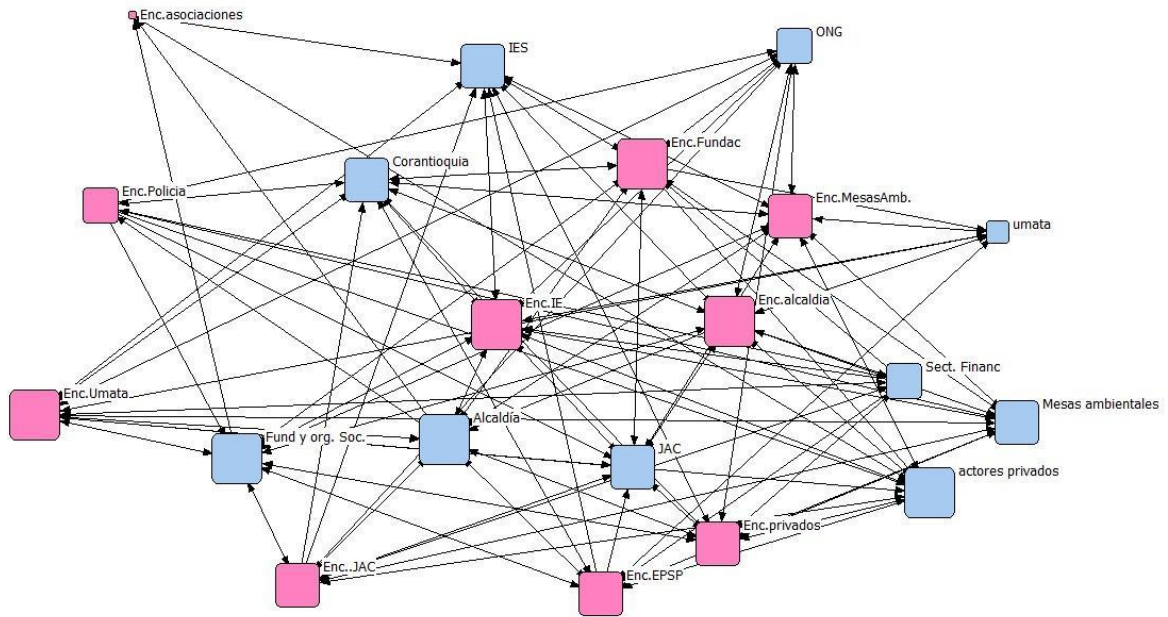 Enc.asociaciones
IES
ONG
Enc.Fundac
Corantioquia
Enc.Policia
Enc.MesasAmb.
umata
Enc.IE
Enc.alcaldia
Sect. Financ
Enc.Umata
Mesas ambientales
Alcaldía
Fund y org. Soc.
JAC
actores privados
Enc.privados
Enc..JAC
Enc.EPSP